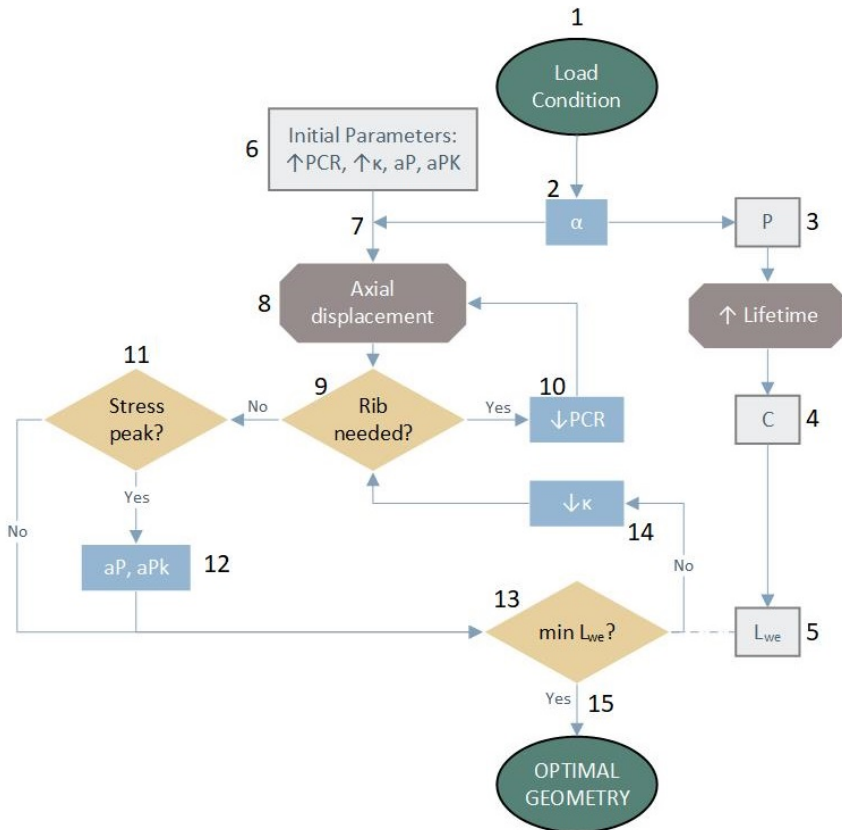 1
Load
Condition
6
Initial Parameters:
↑PCR, ↑κ, aP, aPK
2
α
P
3
7
8
Axial
displacement
↑ Lifetime
11
9
10
Stress
peak?
No
Rib
needed?
Yes
↓PCR
C
4
Yes
No
↓κ
14
aP, aPk
12
No
13
min Lwe?
Lwe
5
Yes
15
OPTIMAL
GEOMETRY